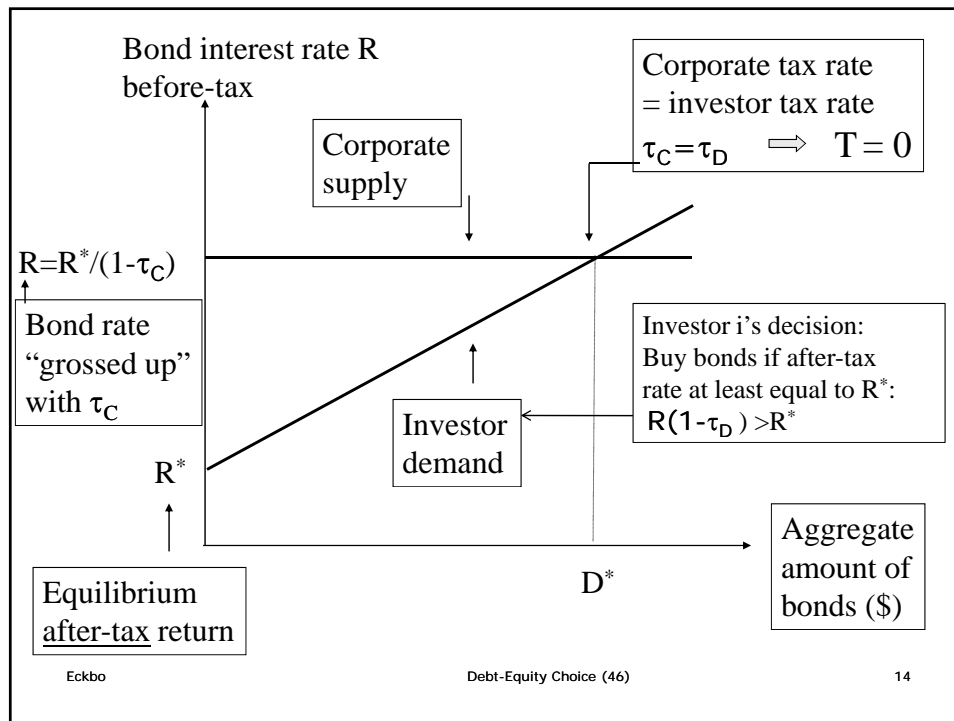 Bond interest rate R
before-tax
Corporate tax rate
= investor tax rate
τC=τD ⇒ T = 0
Corporate
supply
R=R*/(1-τC)
Bond rate
“grossed up”
with τC
Investor i’s decision:
Buy bonds if after-tax
rate at least equal to R*:
R(1-τD) >R*
Investor
demand
R*
Aggregate
amount of
bonds ($)
D*
Equilibrium
after-tax return
Eckbo
Debt-Equity Choice (46)
14